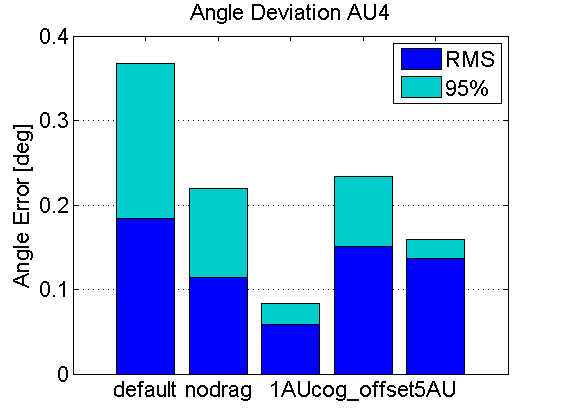 Angle Deviation AU4
0.4
0.3
0.2
0.1
0
Angle Error [deg]
RMS
95%
default nodrag 1AUcog_offset5AU